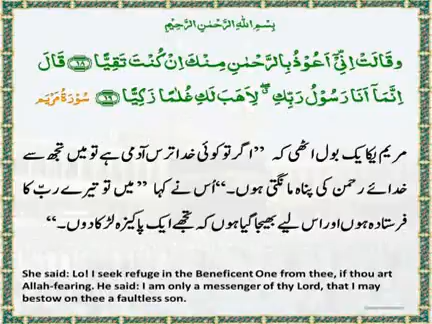 بِسْمِ اللهِ الرَّحْمٰنِ الرَّحِيْمِ
وقَالَتْ اِنِّىْۤ اَعُوْذُ بِالرَّحْمٰنِ مِنْكَ اِنْ كُنْتَ تَقِيًّا ﴿۱۸﴾ قَالَ
اِنَّمَاۤ اَنَا رَسُوْلُ رَبِّكِ ۖ لِاَهَبَ لَكِ غُلٰمًا زَكِيًّا ﴿۱۹﴾ سُوْرَةُ مَرْيَم
مریم یکایک بول اٹھی کہ ’’اگر تو کوئی خدا ترس آدمی ہے تو میں تجھ سے
خدائے رحمن کی پناہ مانگتی ہوں۔‘‘ اُس نے کہا ’’میں تو تیرے ربّ کا
فرستادہ ہوں اور اس لیے بھیجا گیا ہوں کہ تجھے ایک پاکیزہ لڑکا دوں۔‘‘
She said: Lo! I seek refuge in the Beneficent One from thee, if thou art
Allah-fearing. He said: I am only a messenger of thy Lord, that I may
bestow on thee a faultless son.